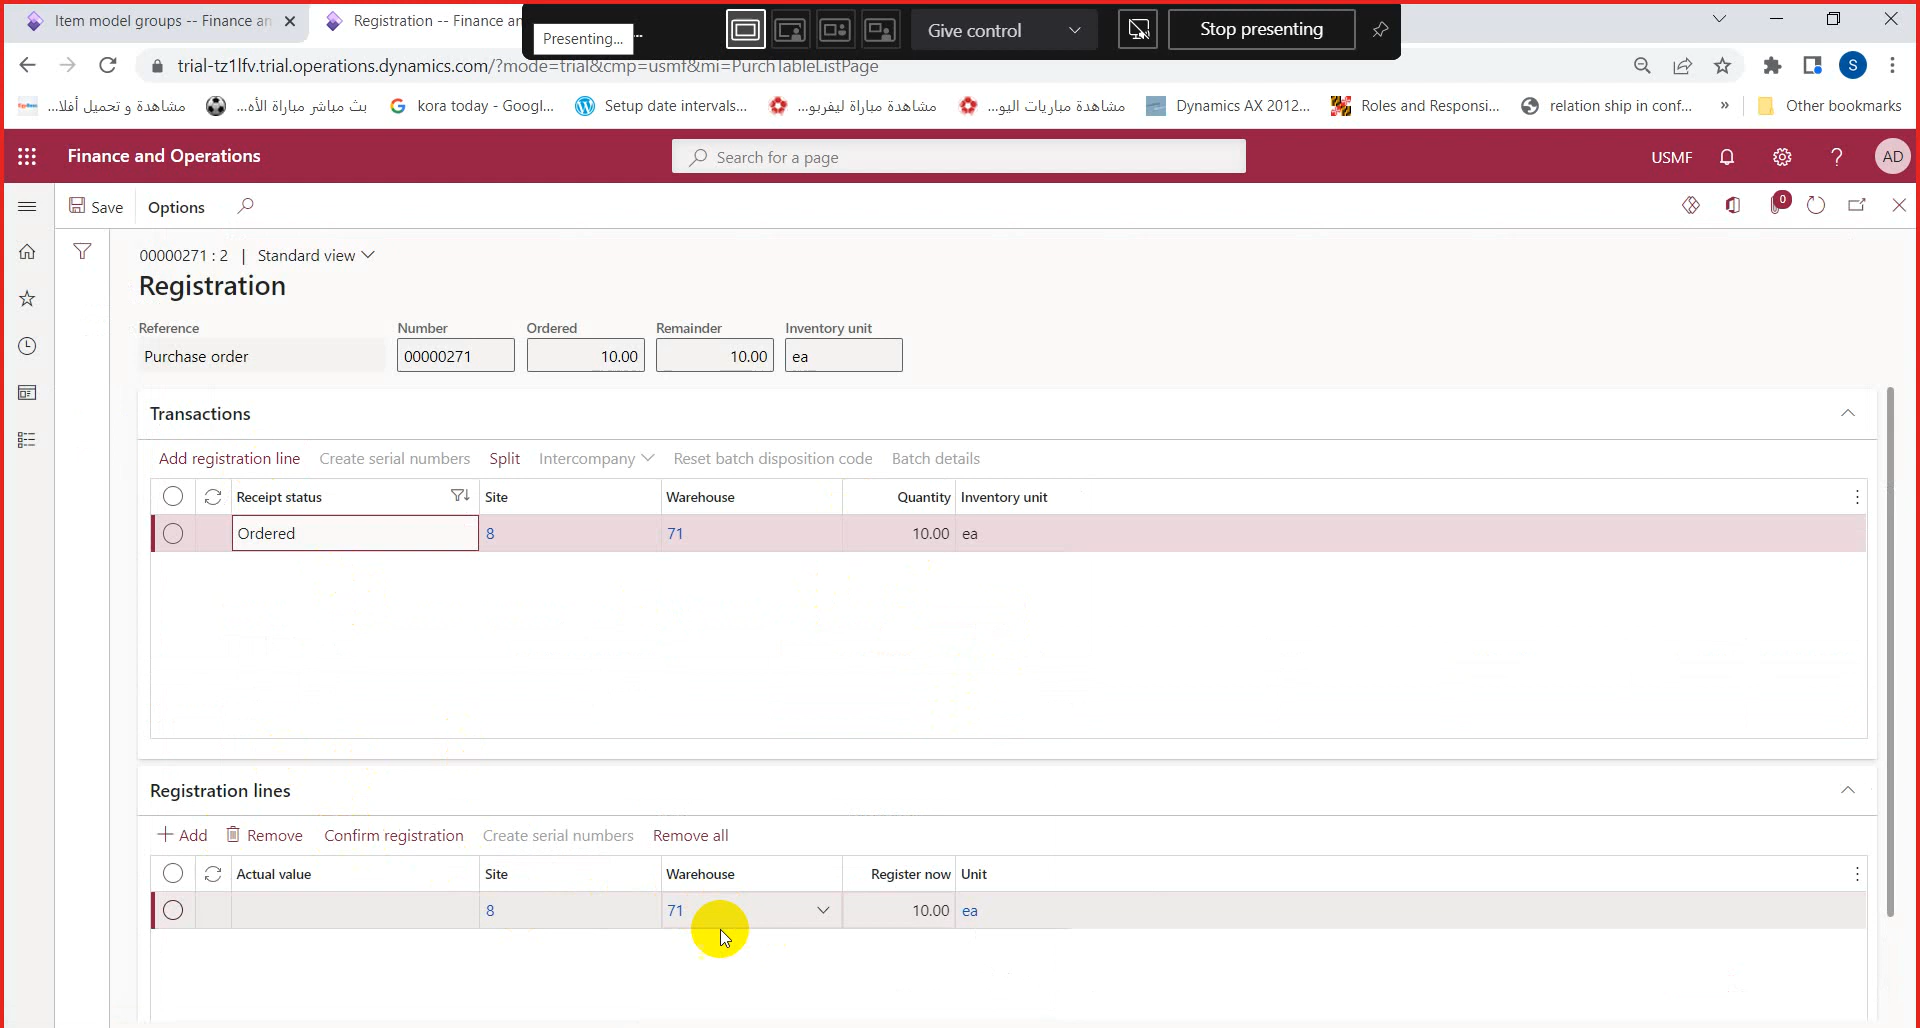 Item model groups -- Finance an
Registration -- Finance an
Presenting...
...
Give control
Stop presenting
trial-tz1lfv.trial.operations.dynamics.com/?mode=trial&cmp=usmf&mi=PurchTableListPage
S
مشاهدة و تحميل أفلا...
بث مباشر مباراة الأه...
kora today - Googl...
Setup date intervals...
مشاهدة مباراة ليفربو...
مشاهدة مباريات اليو...
Dynamics AX 2012...
Roles and Responsi...
relation ship in conf...
»
Other bookmarks
Finance and Operations
Search for a page
USMF
?
AD
Save
Options
0
00000271 : 2 | Standard view
Registration
Reference Number Ordered Remainder Inventory unit
Purchase order 00000271 10.00 10.00 ea
Transactions
Add registration line Create serial numbers Split Intercompany Reset batch disposition code Batch details
Receipt status Site Warehouse Quantity Inventory unit
Ordered 8 71 10.00 ea
Registration lines
+ Add Remove Confirm registration Create serial numbers Remove all
Actual value Site Warehouse Register now Unit
8 71 10.00 ea